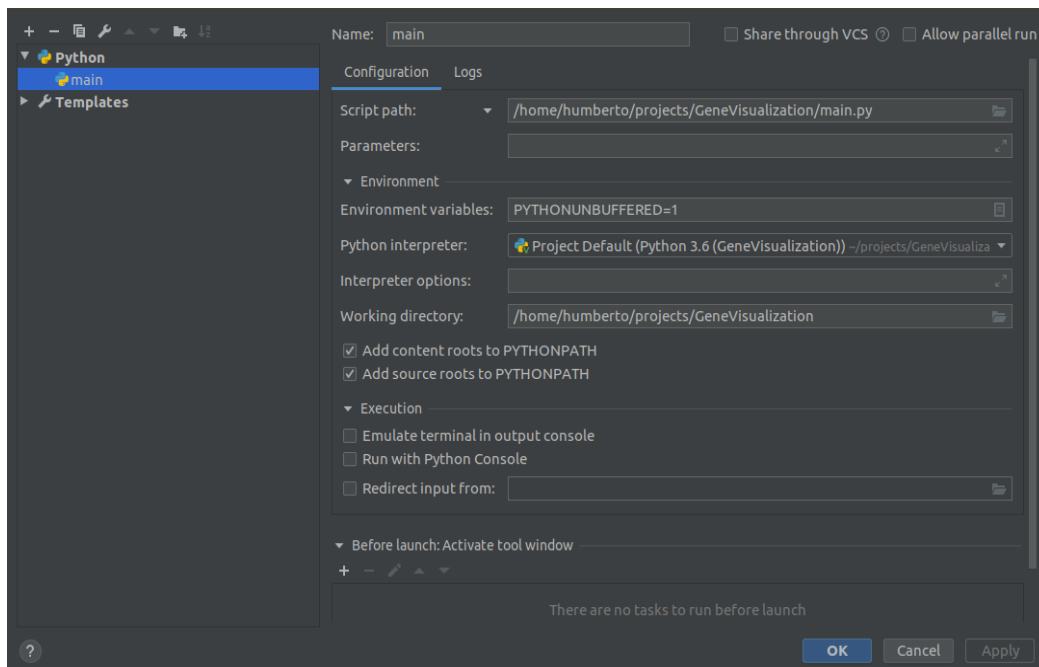 Name: main Share through VCS ? Allow parallel run
Python
main
Templates
Configuration Logs
Script path: /home/humberto/projects/GeneVisualization/main.py
Parameters:
Environment
Environment variables: PYTHONUNBUFFERED=1
Python interpreter: Project Default (Python 3.6 (GeneVisualization)) ~/projects/GeneVisualiza
Interpreter options:
Working directory: /home/humberto/projects/GeneVisualization
Add content roots to PYTHONPATH
Add source roots to PYTHONPATH
Execution
Emulate terminal in output console
Run with Python Console
Redirect input from:
Before launch: Activate tool window
There are no tasks to run before launch
? OK Cancel Apply